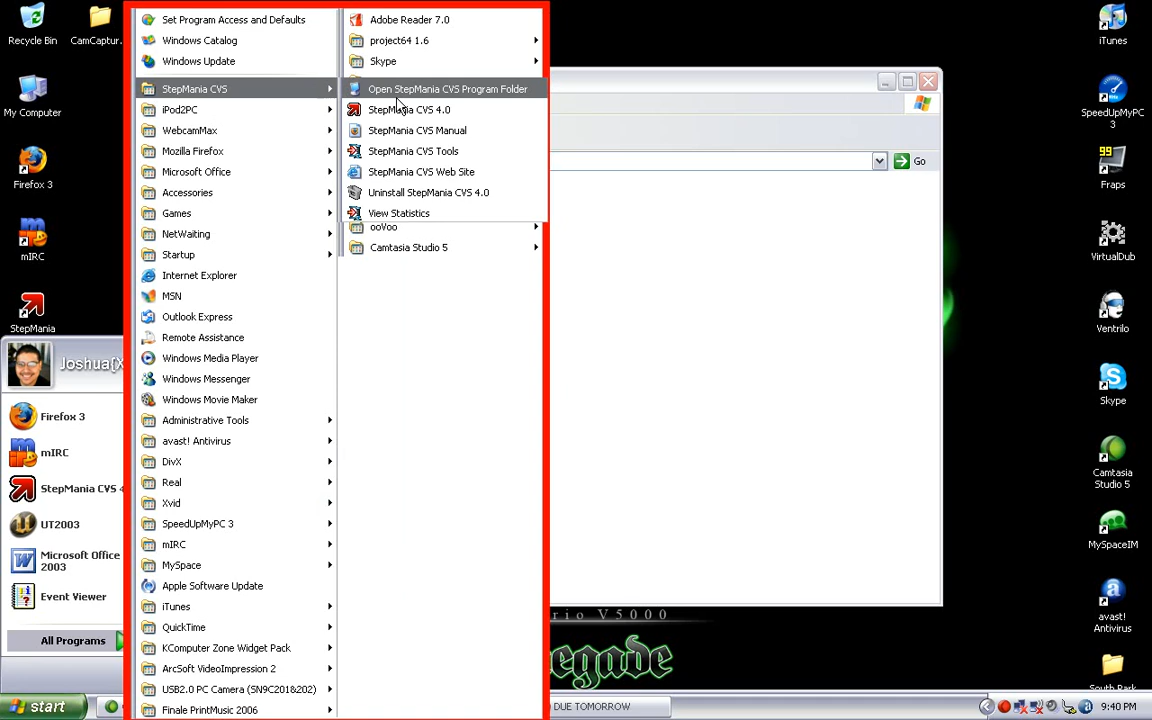 Recycle Bin
CamCaptur...
My Computer
Firefox 3
mIRC
StepMania
Joshua[X
Firefox 3
mIRC
StepMania CVS 4
UT2003
Microsoft Office
2003
Event Viewer
All Programs
start
Set Program Access and Defaults
Windows Catalog
Windows Update
StepMania CVS
iPod2PC
WebcamMax
Mozilla Firefox
Microsoft Office
Accessories
Games
NetWaiting
Startup
Internet Explorer
MSN
Outlook Express
Remote Assistance
Windows Media Player
Windows Messenger
Windows Movie Maker
Administrative Tools
avast! Antivirus
DivX
Real
Xvid
SpeedUpMyPC 3
mIRC
MySpace
Apple Software Update
iTunes
QuickTime
KComputer Zone Widget Pack
ArcSoft VideoImpression 2
USB2.0 PC Camera (SN9C201&202)
Finale PrintMusic 2006
Adobe Reader 7.0
project64 1.6
Skype
Open StepMania CVS Program Folder
StepMania CVS 4.0
StepMania CVS Manual
StepMania CVS Tools
StepMania CVS Web Site
Uninstall StepMania CVS 4.0
View Statistics
ooVoo
Camtasia Studio 5
Go
rio V5000
egade
DUE TOMORROW
iTunes
SpeedUpMyPC
3
99
Fraps
VirtualDub
Ventrilo
Skype
Camtasia
Studio 5
MySpaceIM
avast!
Antivirus
South Park
9:40 PM